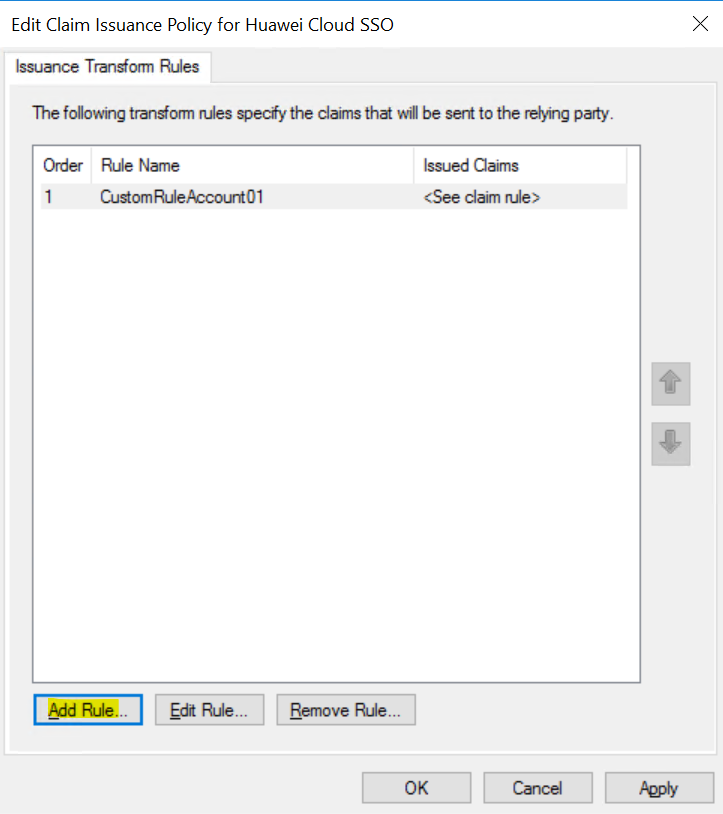 Edit Claim Issuance Policy for Huawei Cloud SSO
Issuance Transform Rules
The following transform rules specify the claims that will be sent to the relying party.
Order Rule Name Issued Claims
1 CustomRuleAccount01 <See claim rule>
Add Rule... Edit Rule... Remove Rule...
OK Cancel Apply